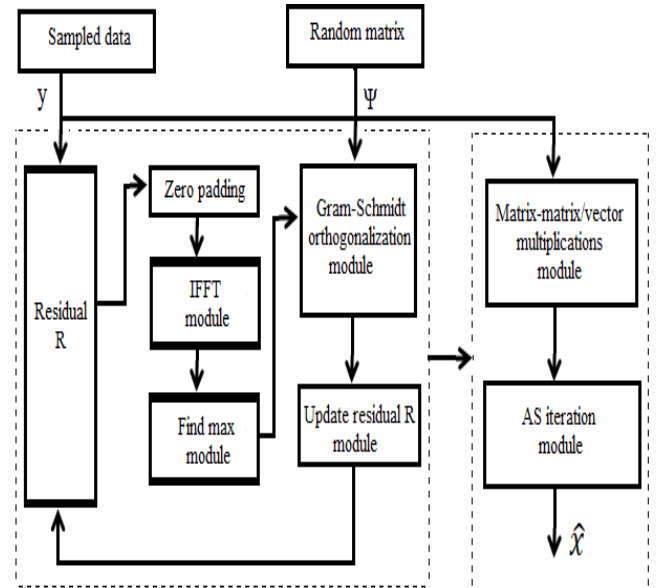 Sampled data
Random matrix
y
Ψ
Residual
R
Zero padding
IFFT
module
Find max
module
Gram-Schmidt
orthogonalization
module
Update residual R
module
Matrix-matrix/vector
multiplications
module
AS iteration
module
x̂